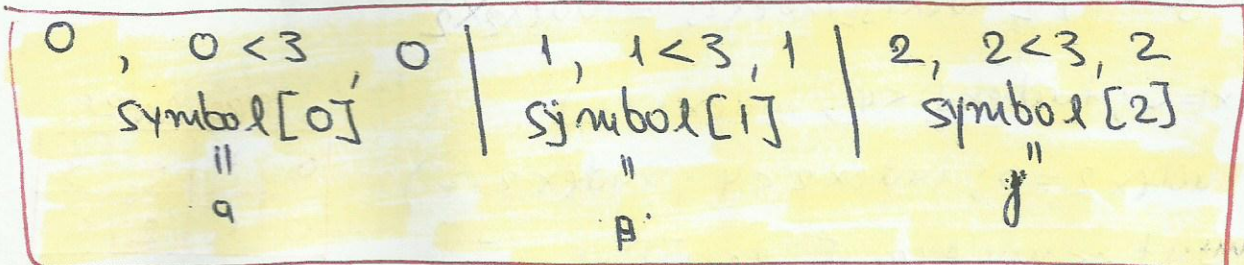 0 , 0<3, 0 | 1, 1<3, 1 | 2, 2<3, 2
symbol[0] | symbol[1] | symbol[2]
" " "
α β γ